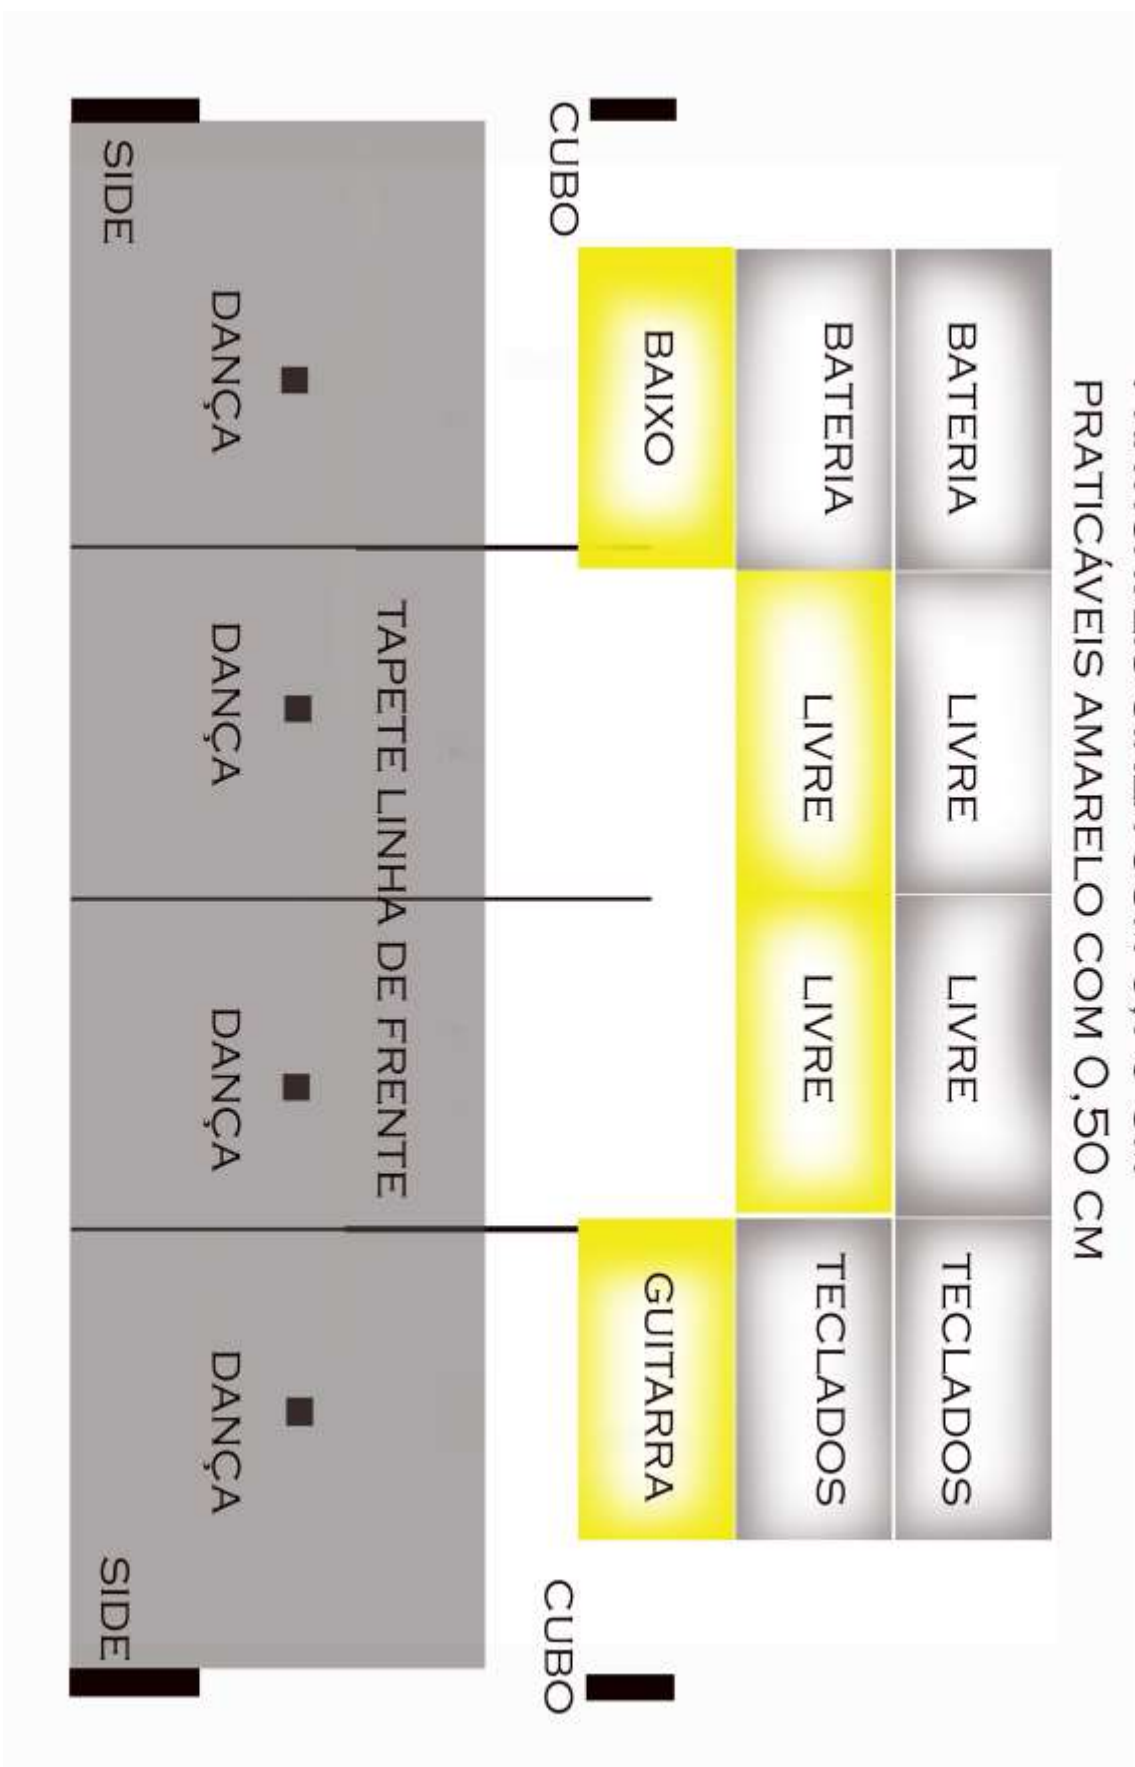 PRATICÁVEIS AMARELO COM 0,50 CM
BATERIA LIVRE LIVRE TECLADOS
BATERIA LIVRE LIVRE TECLADOS
BAIXO GUITARRA
CUBO CUBO
TAPETE LINHA DE FRENTE
DANÇA DANÇA DANÇA DANÇA
SIDE SIDE